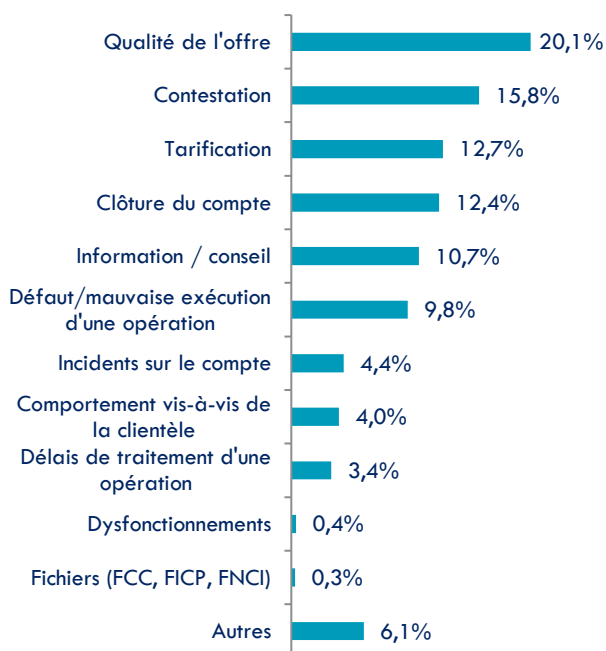 Qualité de l'offre 20,1%
Contestation 15,8%
Tarification 12,7%
Clôture du compte 12,4%
Information / conseil 10,7%
Défaut/mauvaise exécution
d'une opération 9,8%
Incidents sur le compte 4,4%
Comportement vis-à-vis de
la clientèle 4,0%
Délais de traitement d'une
opération 3,4%
Dysfonctionnements 0,4%
Fichiers (FCC, FICP, FNCI) 0,3%
Autres 6,1%